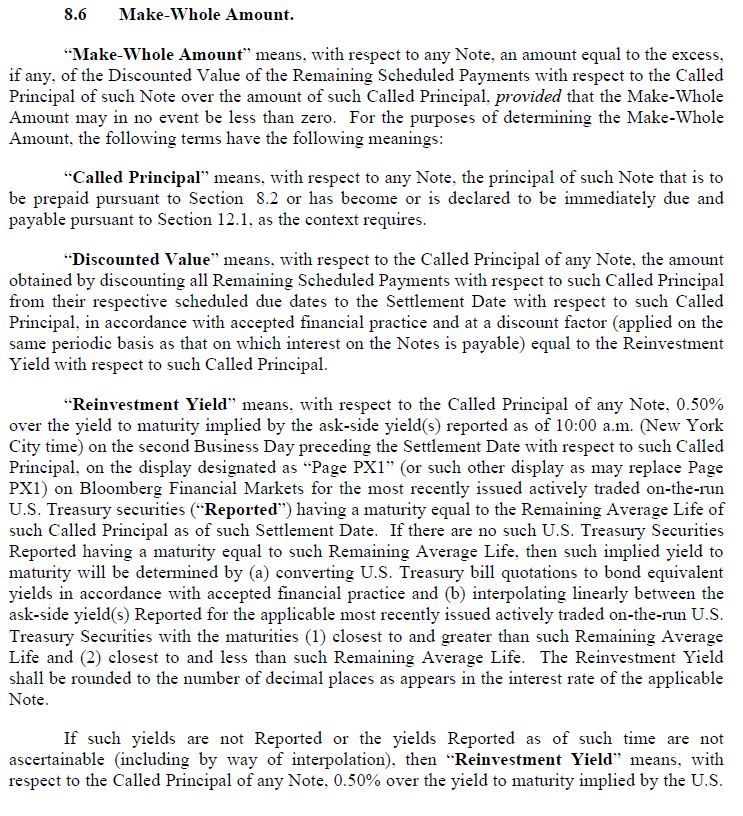 8.6 Make-Whole Amount.
“Make-Whole Amount” means, with respect to any Note, an amount equal to the excess,
if any, of the Discounted Value of the Remaining Scheduled Payments with respect to the Called
Principal of such Note over the amount of such Called Principal, provided that the Make-Whole
Amount may in no event be less than zero. For the purposes of determining the Make-Whole
Amount, the following terms have the following meanings:
“Called Principal” means, with respect to any Note, the principal of such Note that is to
be prepaid pursuant to Section 8.2 or has become or is declared to be immediately due and
payable pursuant to Section 12.1, as the context requires.
“Discounted Value” means, with respect to the Called Principal of any Note, the amount
obtained by discounting all Remaining Scheduled Payments with respect to such Called Principal
from their respective scheduled due dates to the Settlement Date with respect to such Called
Principal, in accordance with accepted financial practice and at a discount factor (applied on the
same periodic basis as that on which interest on the Notes is payable) equal to the Reinvestment
Yield with respect to such Called Principal.
“Reinvestment Yield” means, with respect to the Called Principal of any Note, 0.50%
over the yield to maturity implied by the ask-side yield(s) reported as of 10:00 a.m. (New York
City time) on the second Business Day preceding the Settlement Date with respect to such Called
Principal, on the display designated as “Page PX1” (or such other display as may replace Page
PX1) on Bloomberg Financial Markets for the most recently issued actively traded on-the-run
U.S. Treasury securities (“Reported”) having a maturity equal to the Remaining Average Life of
such Called Principal as of such Settlement Date. If there are no such U.S. Treasury Securities
Reported having a maturity equal to such Remaining Average Life, then such implied yield to
maturity will be determined by (a) converting U.S. Treasury bill quotations to bond equivalent
yields in accordance with accepted financial practice and (b) interpolating linearly between the
ask-side yield(s) Reported for the applicable most recently issued actively traded on-the-run U.S.
Treasury Securities with the maturities (1) closest to and greater than such Remaining Average
Life and (2) closest to and less than such Remaining Average Life. The Reinvestment Yield
shall be rounded to the number of decimal places as appears in the interest rate of the applicable
Note.
If such yields are not Reported or the yields Reported as of such time are not
ascertainable (including by way of interpolation), then “Reinvestment Yield” means, with
respect to the Called Principal of any Note, 0.50% over the yield to maturity implied by the U.S.